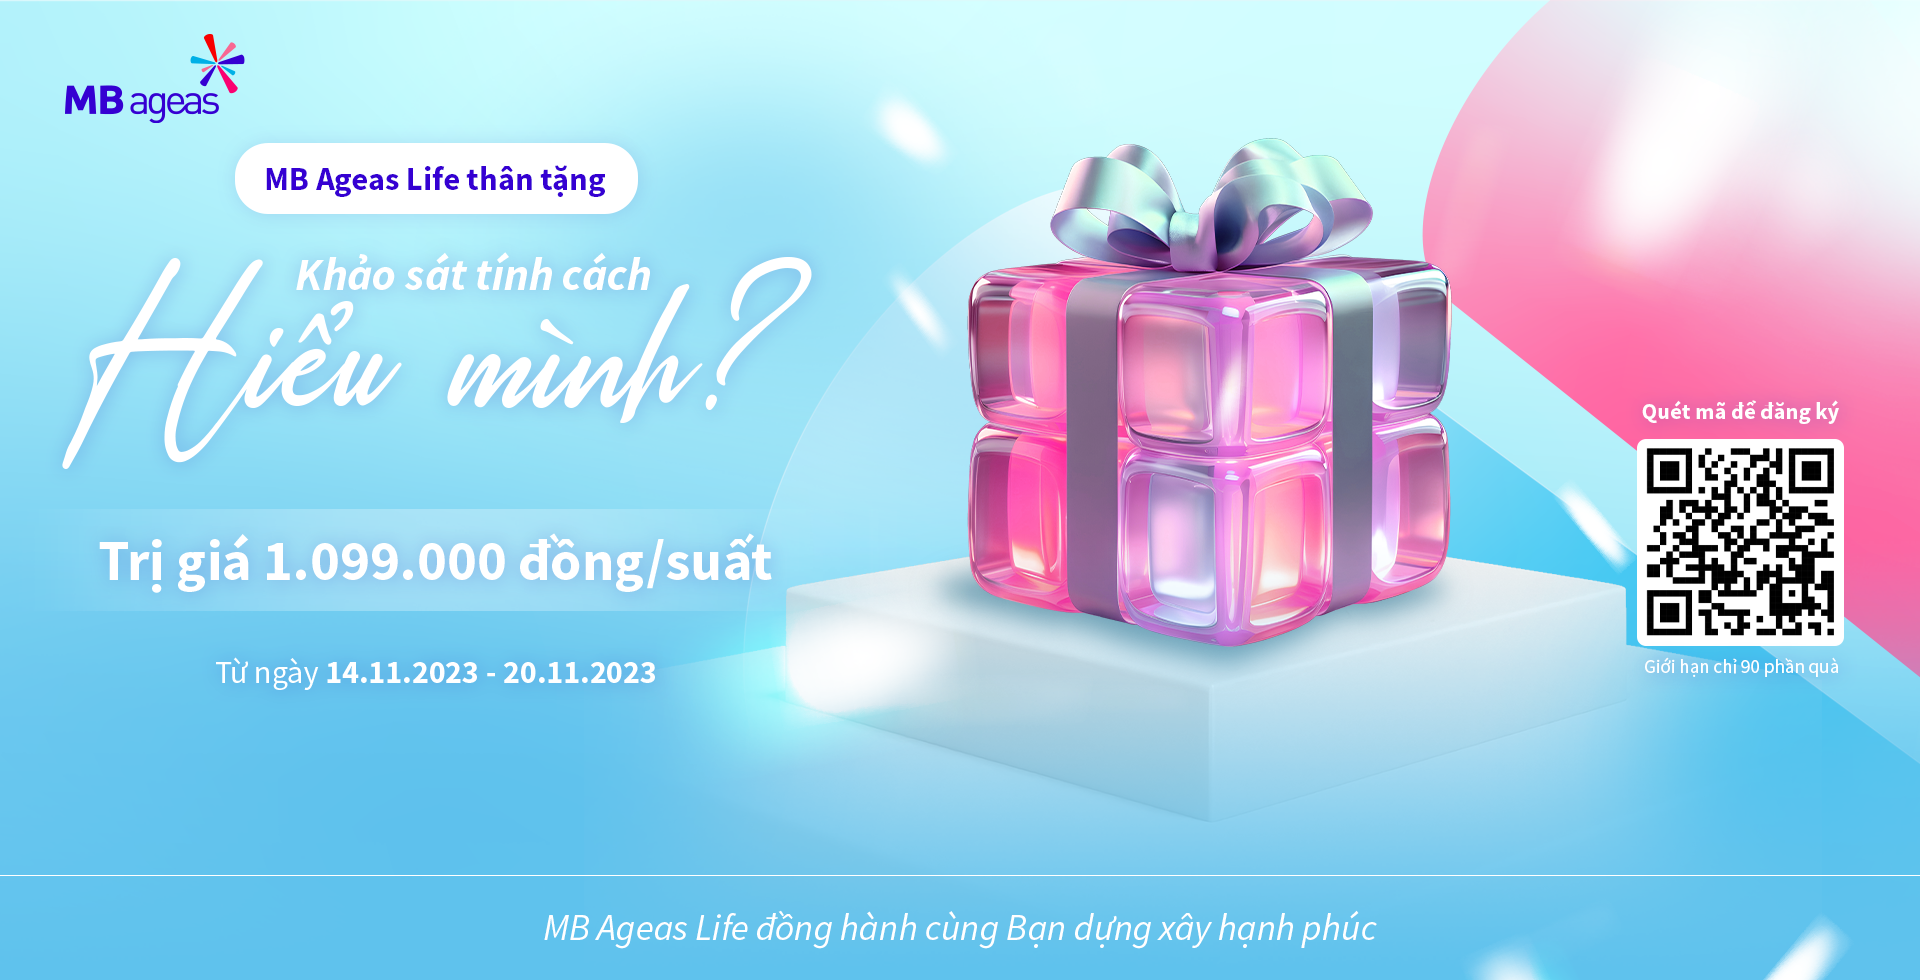 MB ageas
MB Ageas Life thân tặng
Khảo sát tính cách
Hiểu mình?
Trị giá 1.099.000 đồng/suất
Từ ngày 14.11.2023 - 20.11.2023
Quét mã để đăng ký
Giới hạn chỉ 90 phần quà
MB Ageas Life đồng hành cùng Bạn dựng xây hạnh phúc